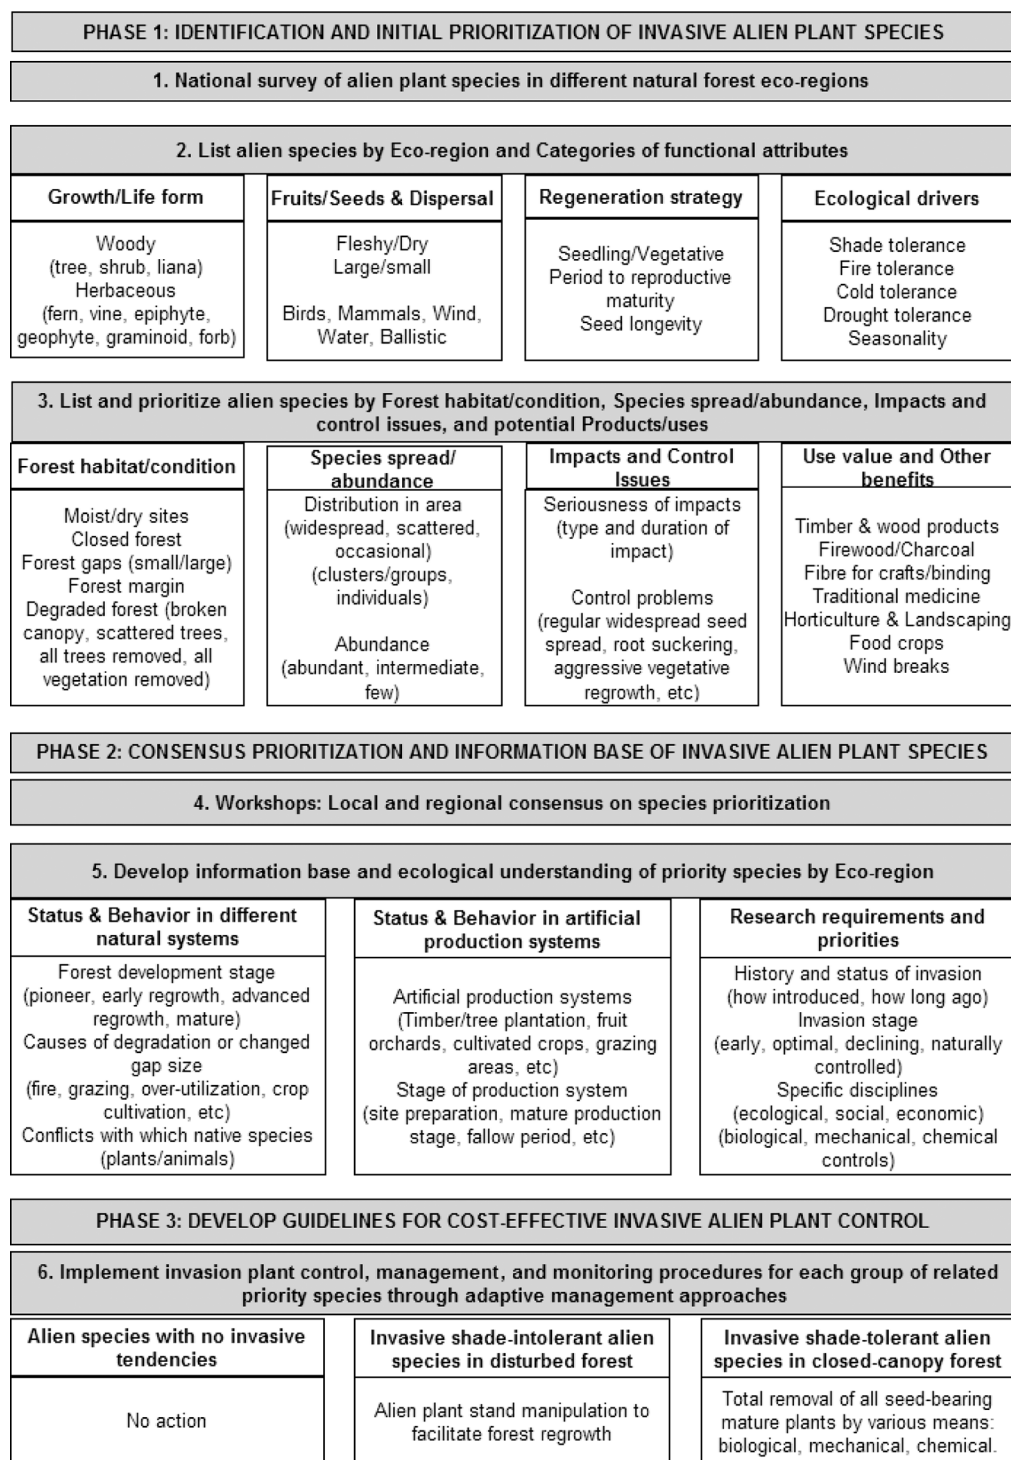 PHASE 1: IDENTIFICATION AND INITIAL PRIORITIZATION OF INVASIVE ALIEN PLANT SPECIES
1. National survey of alien plant species in different natural forest eco-regions
2. List alien species by Eco-region and Categories of functional attributes
Growth/Life form
Woody
(tree, shrub, liana)
Herbaceous
(fern, vine, epiphyte,
geophyte, graminoid, forb)
Fruits/Seeds & Dispersal
Fleshy/Dry
Large/small
Birds, Mammals, Wind,
Water, Ballistic
Regeneration strategy
Seedling/Vegetative
Period to reproductive
maturity
Seed longevity
Ecological drivers
Shade tolerance
Fire tolerance
Cold tolerance
Drought tolerance
Seasonality
3. List and prioritize alien species by Forest habitat/condition, Species spread/abundance, Impacts and
control issues, and potential Products/uses
Forest habitat/condition
Moist/dry sites
Closed forest
Forest gaps (small/large)
Forest margin
Degraded forest (broken
canopy, scattered trees,
all trees removed, all
vegetation removed)
Species spread/
abundance
Distribution in area
(widespread, scattered,
occasional)
(clusters/groups,
individuals)
Abundance
(abundant, intermediate,
few)
Impacts and Control
Issues
Seriousness of impacts
(type and duration of
impact)
Control problems
(regular widespread seed
spread, root suckering,
aggressive vegetative
regrowth, etc)
Use value and Other
benefits
Timber & wood products
Firewood/Charcoal
Fibre for crafts/binding
Traditional medicine
Horticulture & Landscaping
Food crops
Wind breaks
PHASE 2: CONSENSUS PRIORITIZATION AND INFORMATION BASE OF INVASIVE ALIEN PLANT SPECIES
4. Workshops: Local and regional consensus on species prioritization
5. Develop information base and ecological understanding of priority species by Eco-region
Status & Behavior in different
natural systems
Forest development stage
(pioneer, early regrowth, advanced
regrowth, mature)
Causes of degradation or changed
gap size
(fire, grazing, over-utilization, crop
cultivation, etc)
Conflicts with which native species
(plants/animals)
Status & Behavior in artificial
production systems
Artificial production systems
(Timber/tree plantation, fruit
orchards, cultivated crops, grazing
areas, etc)
Stage of production system
(site preparation, mature production
stage, fallow period, etc)
Research requirements and
priorities
History and status of invasion
(how introduced, how long ago)
Invasion stage
(early, optimal, declining, naturally
controlled)
Specific disciplines
(ecological, social, economic)
(biological, mechanical, chemical
controls)
PHASE 3: DEVELOP GUIDELINES FOR COST-EFFECTIVE INVASIVE ALIEN PLANT CONTROL
6. Implement invasion plant control, management, and monitoring procedures for each group of related
priority species through adaptive management approaches
Alien species with no invasive
tendencies
No action
Invasive shade-intolerant alien
species in disturbed forest
Alien plant stand manipulation to
facilitate forest regrowth
Invasive shade-tolerant alien
species in closed-canopy forest
Total removal of all seed-bearing
mature plants by various means:
biological, mechanical, chemical.